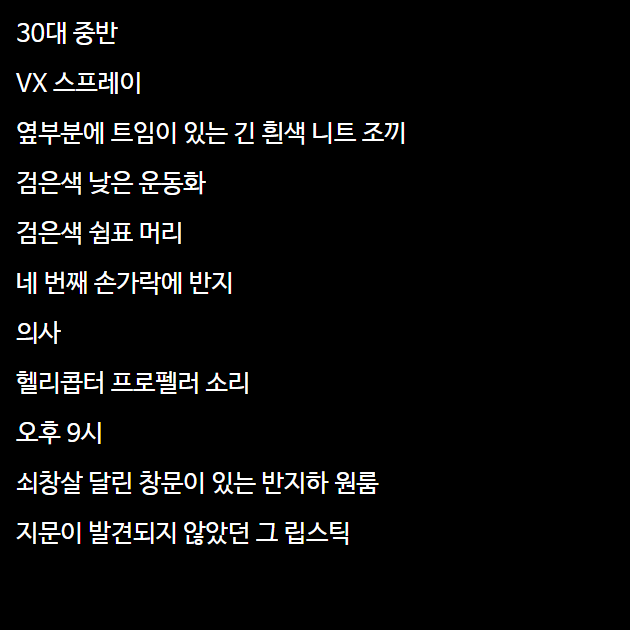 30대 중반
VX 스프레이
옆부분에 트임이 있는 긴 흰색 니트 조끼
검은색 낮은 운동화
검은색 쉼표 머리
네 번째 손가락에 반지
의사
헬리콥터 프로펠러 소리
오후 9시
쇠창살 달린 창문이 있는 반지하 원룸
지문이 발견되지 않았던 그 립스틱